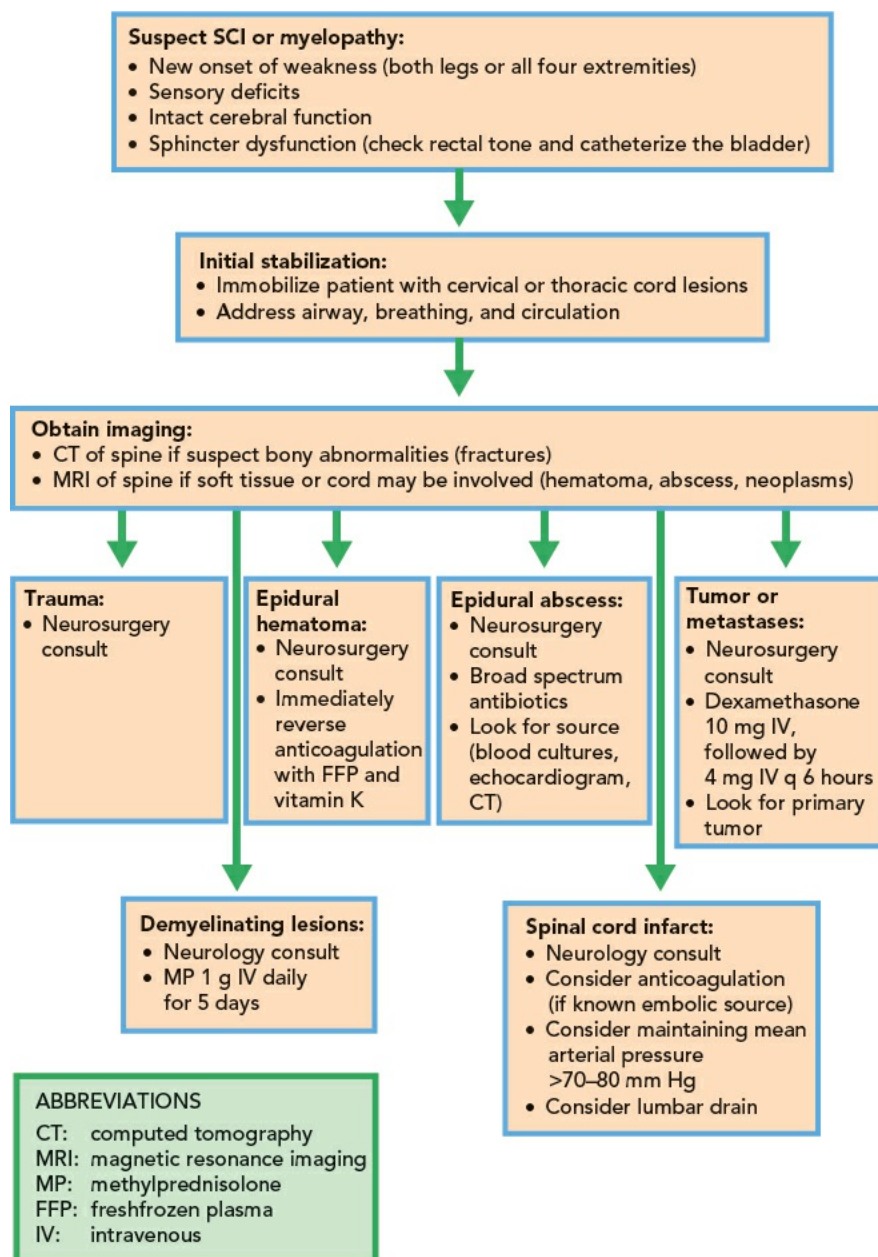 Suspect SCI or myelopathy:
• New onset of weakness (both legs or all four extremities)
• Sensory deficits
• Intact cerebral function
• Sphincter dysfunction (check rectal tone and catheterize the bladder)
Initial stabilization:
• Immobilize patient with cervical or thoracic cord lesions
• Address airway, breathing, and circulation
Obtain imaging:
• CT of spine if suspect bony abnormalities (fractures)
• MRI of spine if soft tissue or cord may be involved (hematoma, abscess, neoplasms)
Trauma:
• Neurosurgery
consult
Epidural
hematoma:
• Neurosurgery
consult
• Immediately
reverse
anticoagulation
with FFP and
vitamin K
Epidural abscess:
• Neurosurgery
consult
• Broad spectrum
antibiotics
• Look for source
(blood cultures,
echocardiogram,
CT)
Tumor or
metastases:
• Neurosurgery
consult
• Dexamethasone
10 mg IV,
followed by
4 mg IV q 6 hours
• Look for primary
tumor
Demyelinating lesions:
• Neurology consult
• MP 1 g IV daily
for 5 days
Spinal cord infarct:
• Neurology consult
• Consider anticoagulation
(if known embolic source)
• Consider maintaining mean
arterial pressure
>70–80 mm Hg
• Consider lumbar drain
ABBREVIATIONS
CT: computed tomography
MRI: magnetic resonance imaging
MP: methylprednisolone
FFP: freshfrozen plasma
IV: intravenous